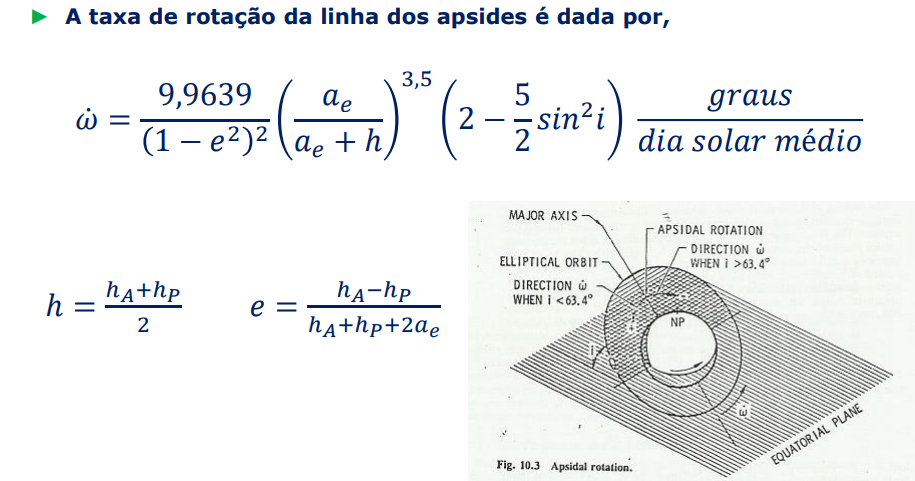 ► A taxa de rotação da linha dos apsides é dada por,
ω̇ = 9,9639/(1 − e²)² (aₑ/(aₑ + h))^3,5 (2 − 5/2 sin²i) graus/dia solar médio
h = (h_A+h_P)/2    e = (h_A−h_P)/(h_A+h_P+2aₑ)
MAJOR AXIS
APSIDAL ROTATION
DIRECTION ω̇
WHEN i >63.4°
ELLIPTICAL ORBIT
DIRECTION ω̇
WHEN i <63.4°
NP
i
ω̇
EQUATORIAL PLANE
Fig. 10.3 Apsidal rotation.